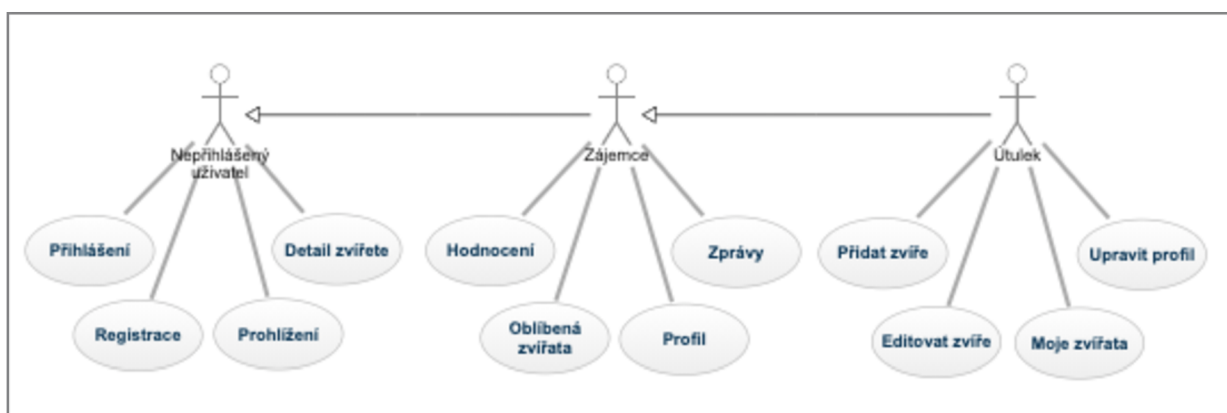 Nepřihlášený
uživatel
Zájemce
Útulek
Přihlášení
Detail zvířete
Registrace
Prohlížení
Hodnocení
Zprávy
Oblíbená
zvířata
Profil
Přidat zvíře
Upravit profil
Editovat zvíře
Moje zvířata